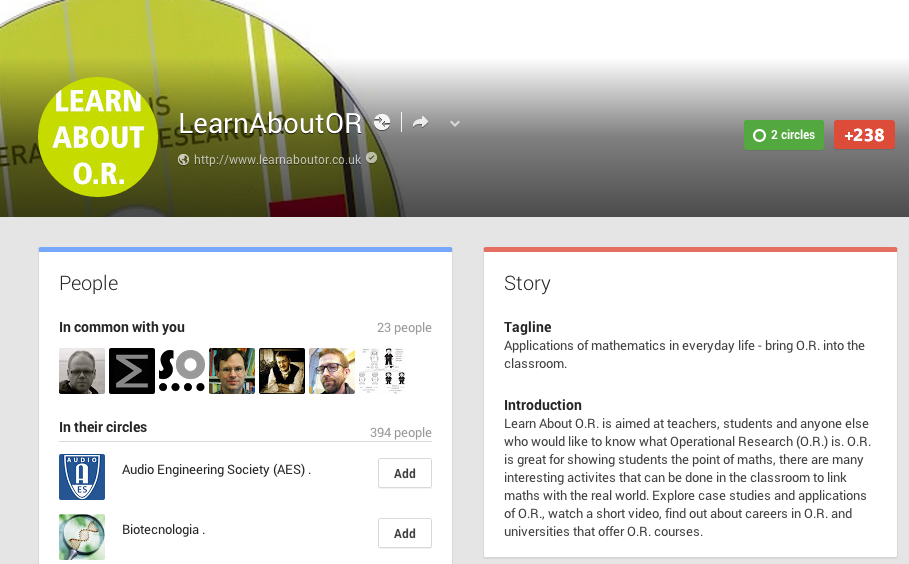 LEARN
ABOUT
O.R.
LearnAboutOR
http://www.learnaboutor.co.uk
2 circles
+238
People
In common with you
23 people
In their circles
394 people
AUDIO
A
ES
Audio Engineering Society (AES) .
Add
Biotecnologia .
Add
Story
Tagline
Applications of mathematics in everyday life - bring O.R. into the
classroom.
Introduction
Learn About O.R. is aimed at teachers, students and anyone else
who would like to know what Operational Research (O.R.) is. O.R.
is great for showing students the point of maths, there are many
interesting activites that can be done in the classroom to link
maths with the real world. Explore case studies and applications
of O.R., watch a short video, find out about careers in O.R. and
universities that offer O.R. courses.